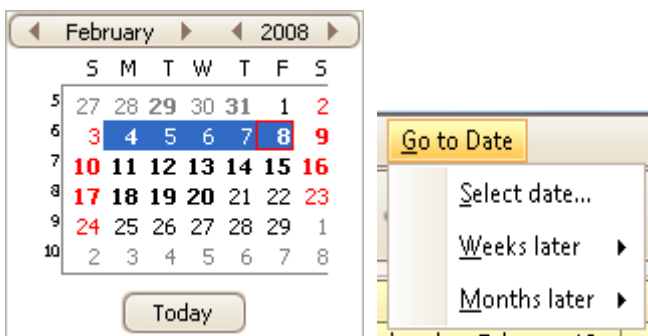 February 2008
S M T W T F S
5 27 28 29 30 31 1 2
6 3 4 5 6 7 8 9
7 10 11 12 13 14 15 16
8 17 18 19 20 21 22 23
9 24 25 26 27 28 29 1
10 2 3 4 5 6 7 8
Today
Go to Date
Select date...
Weeks later
Months later